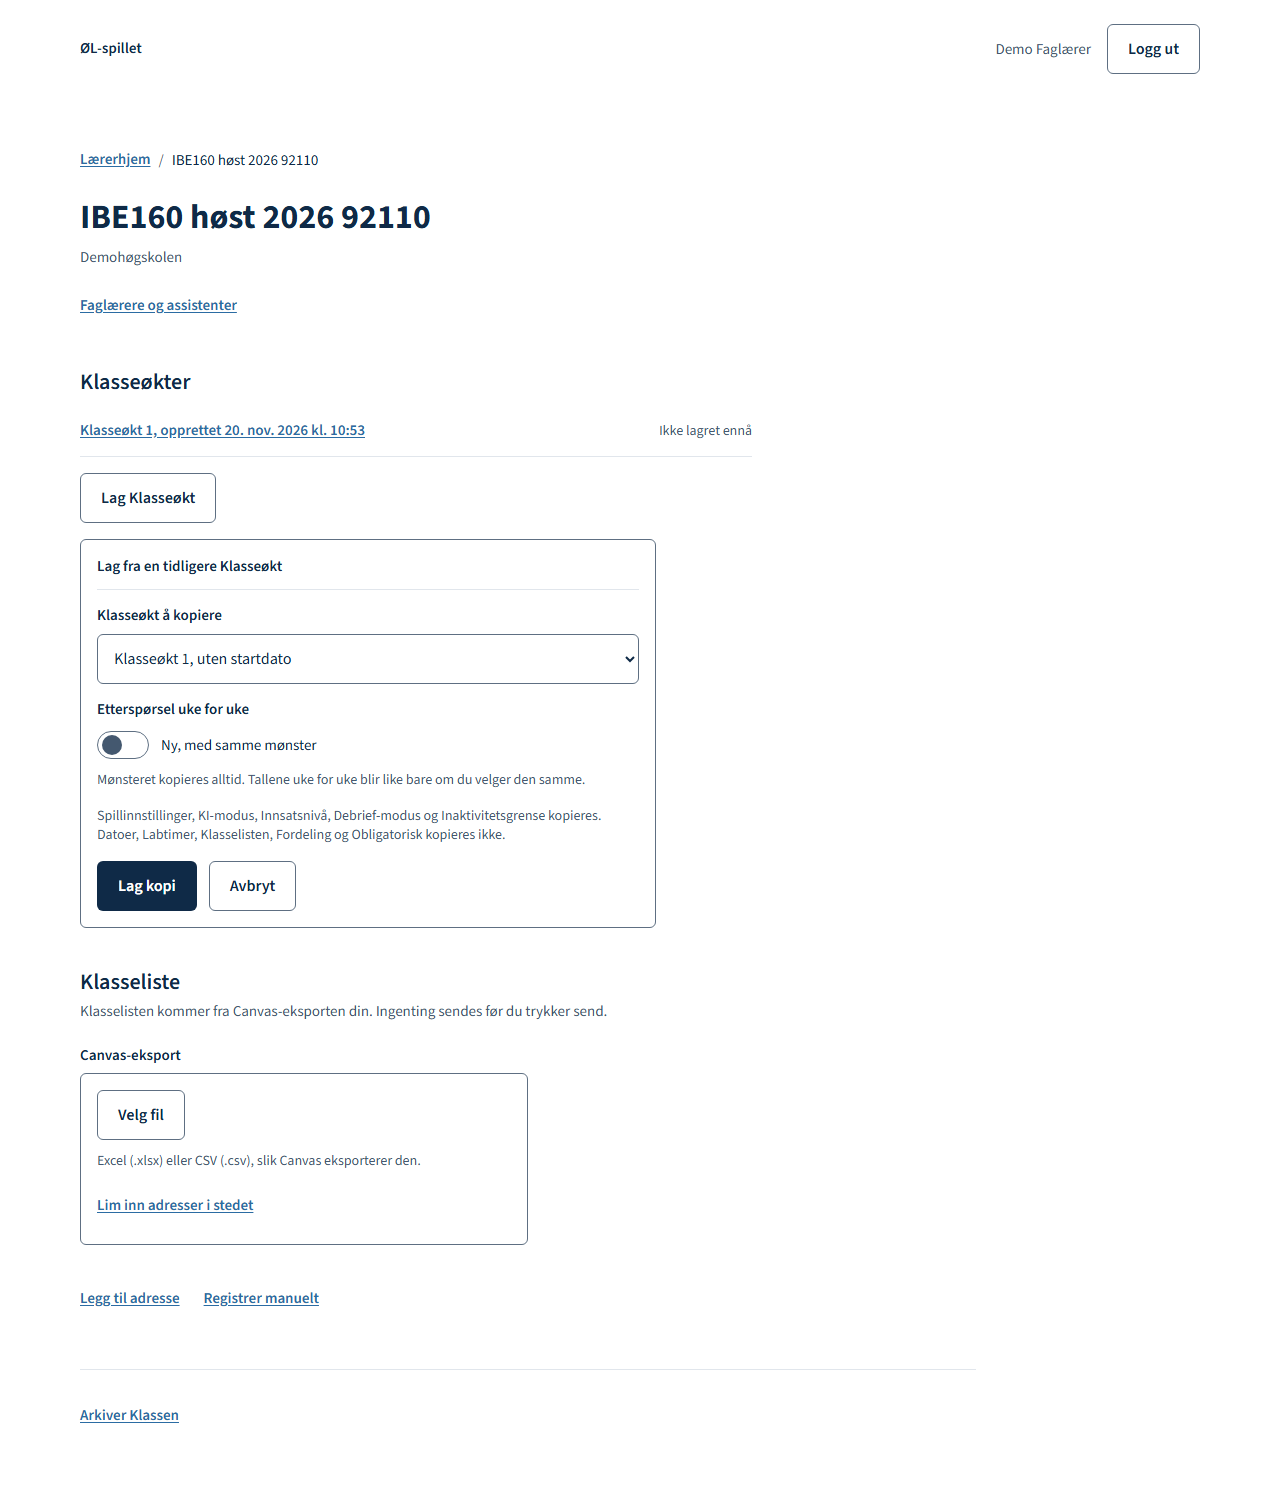 ØL-spillet
Demo Faglærer
Logg ut
Lærerhjem / IBE160 høst 2026 92110
IBE160 høst 2026 92110
Demohøgskolen
Faglærere og assistenter
Klasseøkter
Klasseøkt 1, opprettet 20. nov. 2026 kl. 10:53
Ikke lagret ennå
Lag Klasseøkt
Lag fra en tidligere Klasseøkt
Klasseøkt å kopiere
Klasseøkt 1, uten startdato
Etterspørsel uke for uke
Ny, med samme mønster
Mønsteret kopieres alltid. Tallene uke for uke blir like bare om du velger den samme.
Spillinnstillinger, KI-modus, Innsatsnivå, Debrief-modus og Inaktivitetsgrense kopieres.
Datoer, Labtimer, Klasselisten, Fordeling og Obligatorisk kopieres ikke.
Lag kopi
Avbryt
Klasseliste
Klasselisten kommer fra Canvas-eksporten din. Ingenting sendes før du trykker send.
Canvas-eksport
Velg fil
Excel (.xlsx) eller CSV (.csv), slik Canvas eksporterer den.
Lim inn adresser i stedet
Legg til adresse
Registrer manuelt
Arkiver Klassen